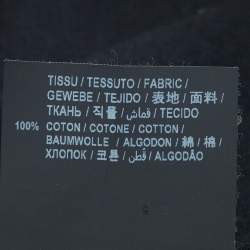 TISSU / TESSUTO / FABRIC /
GEWEBE / TEJIDO / 表地 / 面料 /
ТКАНЬ / 직물 / قماش / TECIDO
100% COTON / COTONE / COTTON /
BAUMWOLLE / ALGODON / 綿 / 棉 /
ХЛОПОК / 코튼 / قطن / ALGODÃO